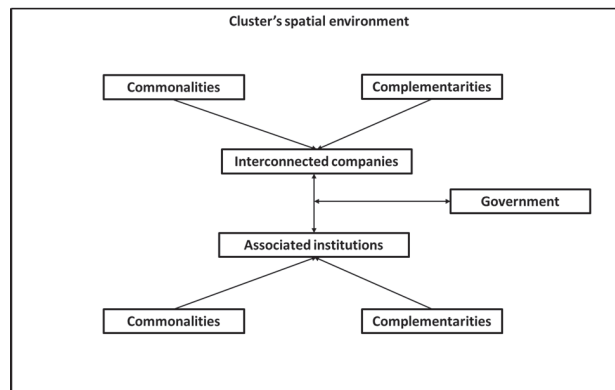 Cluster's spatial environment
Commonalities
Complementarities
Interconnected companies
Government
Associated institutions
Commonalities
Complementarities